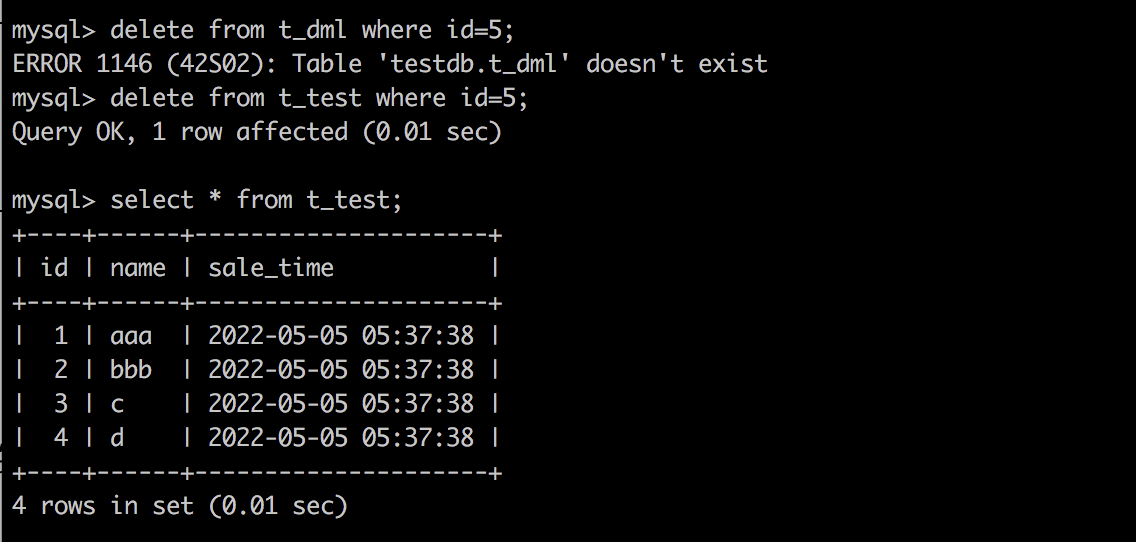 mysql> delete from t_dml where id=5;
ERROR 1146 (42S02): Table 'testdb.t_dml' doesn't exist
mysql> delete from t_test where id=5;
Query OK, 1 row affected (0.01 sec)

mysql> select * from t_test;
+----+------+---------------------+
| id | name | sale_time           |
+----+------+---------------------+
|  1 | aaa  | 2022-05-05 05:37:38 |
|  2 | bbb  | 2022-05-05 05:37:38 |
|  3 | c    | 2022-05-05 05:37:38 |
|  4 | d    | 2022-05-05 05:37:38 |
+----+------+---------------------+
4 rows in set (0.01 sec)